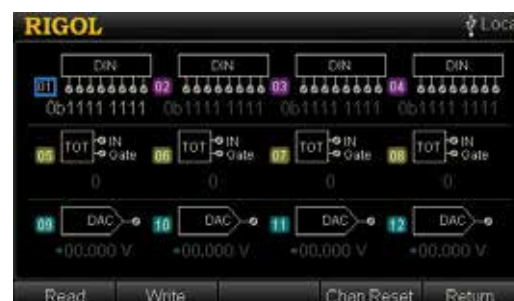 RIGOL Loca
DIN DIN DIN DIN
01 02 03 04
0b1111 1111 0b1111 1111 0b1111 1111 0b1111 1111
TOT IN Gate TOT IN Gate TOT IN Gate TOT IN Gate
05 06 07 08
0 0 0 0
09 DAC 10 DAC 11 DAC 12 DAC
+00.000 V +00.000 V +00.000 V +00.000 V
Read Write Chan Reset Return